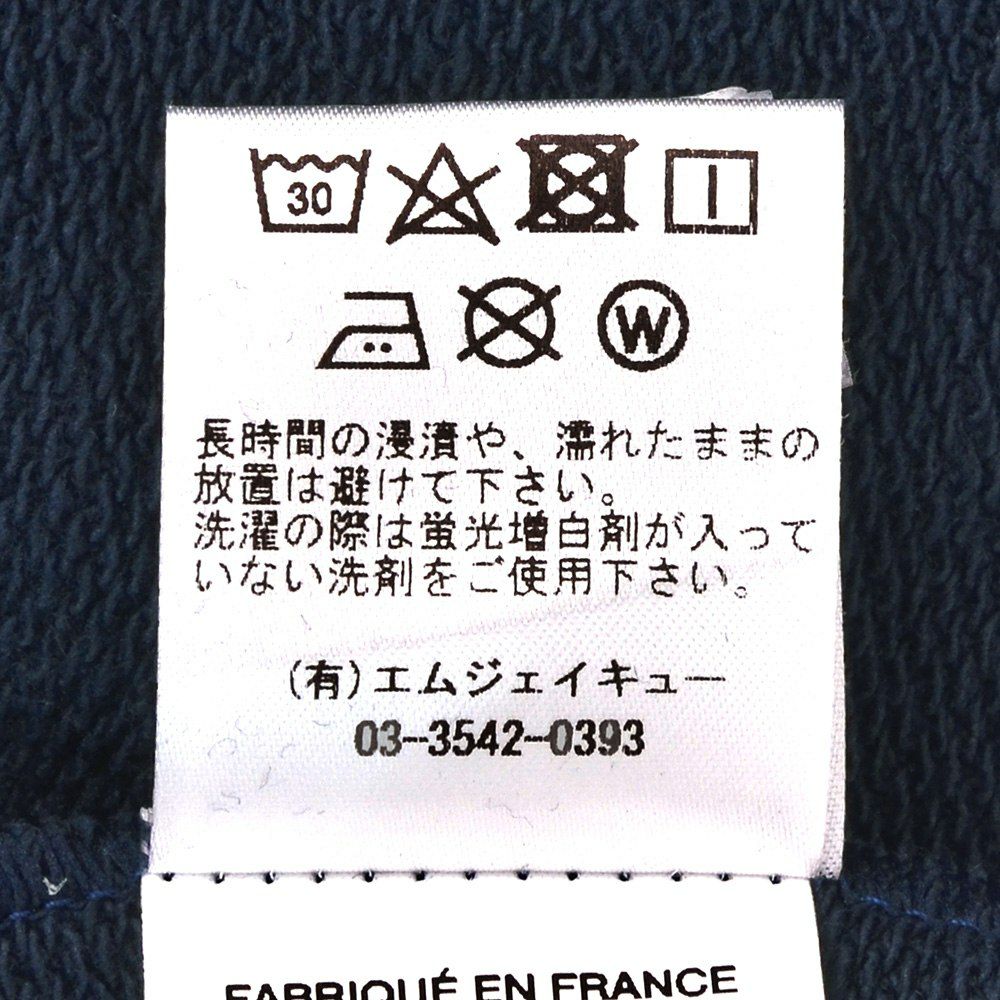 30
W
長時間の浸漬や、濡れたままの
放置は避けて下さい。
洗濯の際は蛍光増白剤が入って
いない洗剤をご使用下さい。
(有)エムジェイキュー
03-3542-0393
FABRIQUÉ EN FRANCE